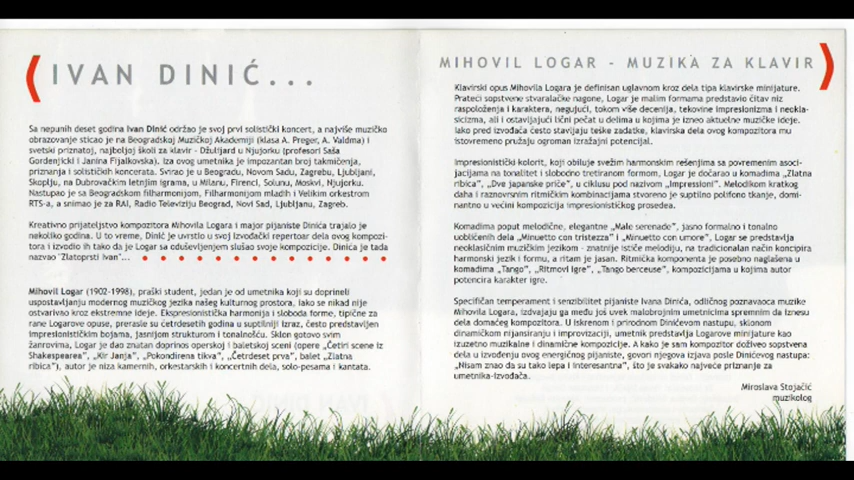 IVAN DINIĆ...
Sa nepunih deset godina Ivan Dinić održao je svoj prvi solistički koncert, a najviše muzičko
obrazovanje sticao je na Beogradskoj Muzičkoj Akademiji (klasa A. Preger, A. Valdma) i
svetski priznatoj, najboljoj školi za klavir - Džulijard u Njujorku (profesori Saša
Gordenjicki i Janina Fijalkovska). Iza ovog umetnika je impozantan broj takmičenja,
priznanja i solističkih koncerata. Svirao je u Beogradu, Novom Sadu, Zagrebu, Ljubljani,
Skoplju, na Dubrovačkim letnjim igrama, u Milanu, Firenci, Solunu, Moskvi, Njujorku.
Nastupao je sa Beogradskom filharmonijom, Filharmonijom mladih i Velikim orkestrom
RTS-a, a snimao je za RAI, Radio Televiziju Beograd, Novi Sad, Ljubljanu, Zagreb.
Kreativno prijateljstvo kompozitora Mihovila Logara i major pijaniste Dinića trajalo je
nekoliko godina. U to vreme, Dinić je uvrstio u svoj izvođački repertoar dela ovog kompozi-
tora i izvodio ih tako da je Logar sa oduševljenjem slušao svoje kompozicije. Dinića je tada
nazvao "Zlatoprsti Ivan"...
Mihovil Logar (1902-1998), praški student, jedan je od umetnika koji su doprineli
uspostavljanju modernog muzičkog jezika našeg kulturnog prostora, iako se nikad nije
ostvarivao kroz ekstremne ideje. Ekspresionistička harmonija i sloboda forme, tipične za
rane Logarove opuse, prerasle su četrdesetih godina u suptilniji izraz, često predstavljen
impresionističkim bojama, jasnijom strukturom i tonalnošću. Sklon gotovo svim
žanrovima, Logar je dao znatan doprinos operskoj i baletskoj sceni (opere „Četiri scene iz
Shakespearea”, „Kir Janja”, „Pokondirena tikva”, „Četrdeset prva”, balet „Zlatna
ribica”), autor je niza kamernih, orkestarskih i koncertnih dela, solo-pesama i kantata.
MIHOVIL LOGAR - MUZIKA ZA KLAVIR
Klavirski opus Mihovila Logara je definisan uglavnom kroz dela tipa klavirske minijature.
Prateći sopstvene stvaralačke nagone, Logar je malim formama predstavio čitav niz
raspoloženja i karaktera, negujući, tokom više decenija, tekovine impresionizma i neokla-
sicizma, ali i ostavljajući lični pečat u delima u kojima je izneo aktuelne muzičke ideje.
Iako pred izvođača često stavljaju teške zadatke, klavirska dela ovog kompozitora mu
istovremeno pružaju ogroman izražajni potencijal.
Impresionistički kolorit, koji obiluje svežim harmonskim rešenjima sa povremenim asoci-
jacijama na tonalitet i slobodno tretiranom formom, Logar je dočarao u komadima „Zlatna
ribica”, „Dve japanske priče”, u ciklusu pod nazivom „Impresioni”. Melodikom kratkog
daha i raznovrsnim ritmičkim kombinacijama stvoreno je suptilno polifono tkanje, domi-
nantno u većini kompozicija impresionističkog prosedea.
Komadima poput melodične, elegantne „Male serenade”, jasno formalno i tonalno
uobličenih dela „Minuetto con tristezza” i „Minuetto con umore”, Logar se predstavlja
neoklasičnim muzičkim jezikom - znatnije ističe melodiju, na tradicionalan način koncipira
harmonski jezik i formu, a ritam je jasan. Ritmička komponenta je posebno naglašena u
komadima „Tango”, „Ritmovi igre”, „Tango berceuse”, kompozicijama u kojima autor
potencira karakter igre.
Specifičan temperament i senzibilitet pijaniste Ivana Dinića, odličnog poznavaoca muzike
Mihovila Logara, izdvajaju ga među još uvek malobrojnim umetnicima spremnim da iznesu
dela domaćeg kompozitora. U iskrenom i prirodnom Dinićevom nastupu, sklonom
dinamičkom nijansiranju i improvizaciji, umetnik predstavlja Logarove minijature kao
izuzetno muzikalne i dinamične kompozicije. A kako je sam kompozitor doživeo sopstvena
dela u izvođenju ovog energičnog pijaniste, govori njegova izjava posle Dinićevog nastupa:
„Nisam znao da su tako lepa i interesantna”, što je svakako najveće priznanje za
umetnika-izvođača.
Miroslava Stojačić
muzikolog